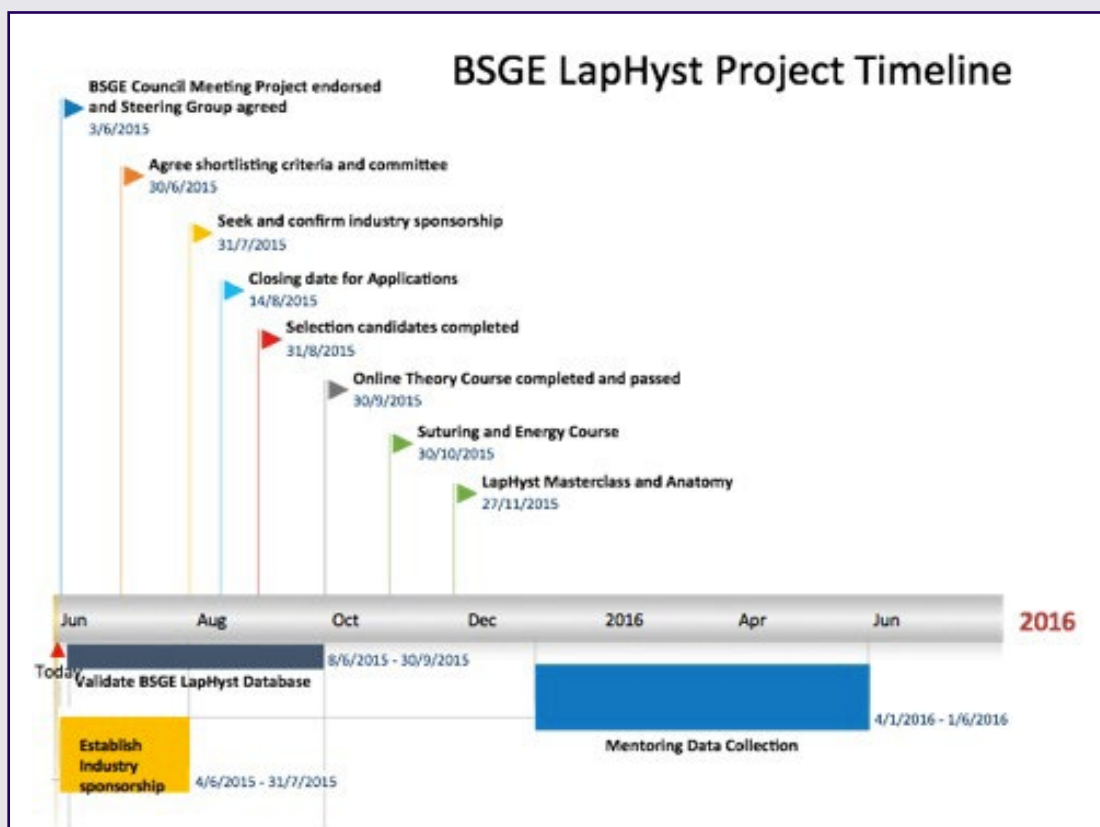 BSGE LapHyst Project Timeline
BSGE Council Meeting Project endorsed
and Steering Group agreed
3/6/2015
Agree shortlisting criteria and committee
30/6/2015
Seek and confirm industry sponsorship
31/7/2015
Closing date for Applications
14/8/2015
Selection candidates completed
31/8/2015
Online Theory Course completed and passed
30/9/2015
Suturing and Energy Course
30/10/2015
LapHyst Masterclass and Anatomy
27/11/2015
Jun Aug Oct Dec 2016 Apr Jun 2016
Today
8/6/2015 - 30/9/2015
Validate BSGE LapHyst Database
4/1/2016 - 1/6/2016
Mentoring Data Collection
Establish
Industry
sponsorship
4/6/2015 - 31/7/2015